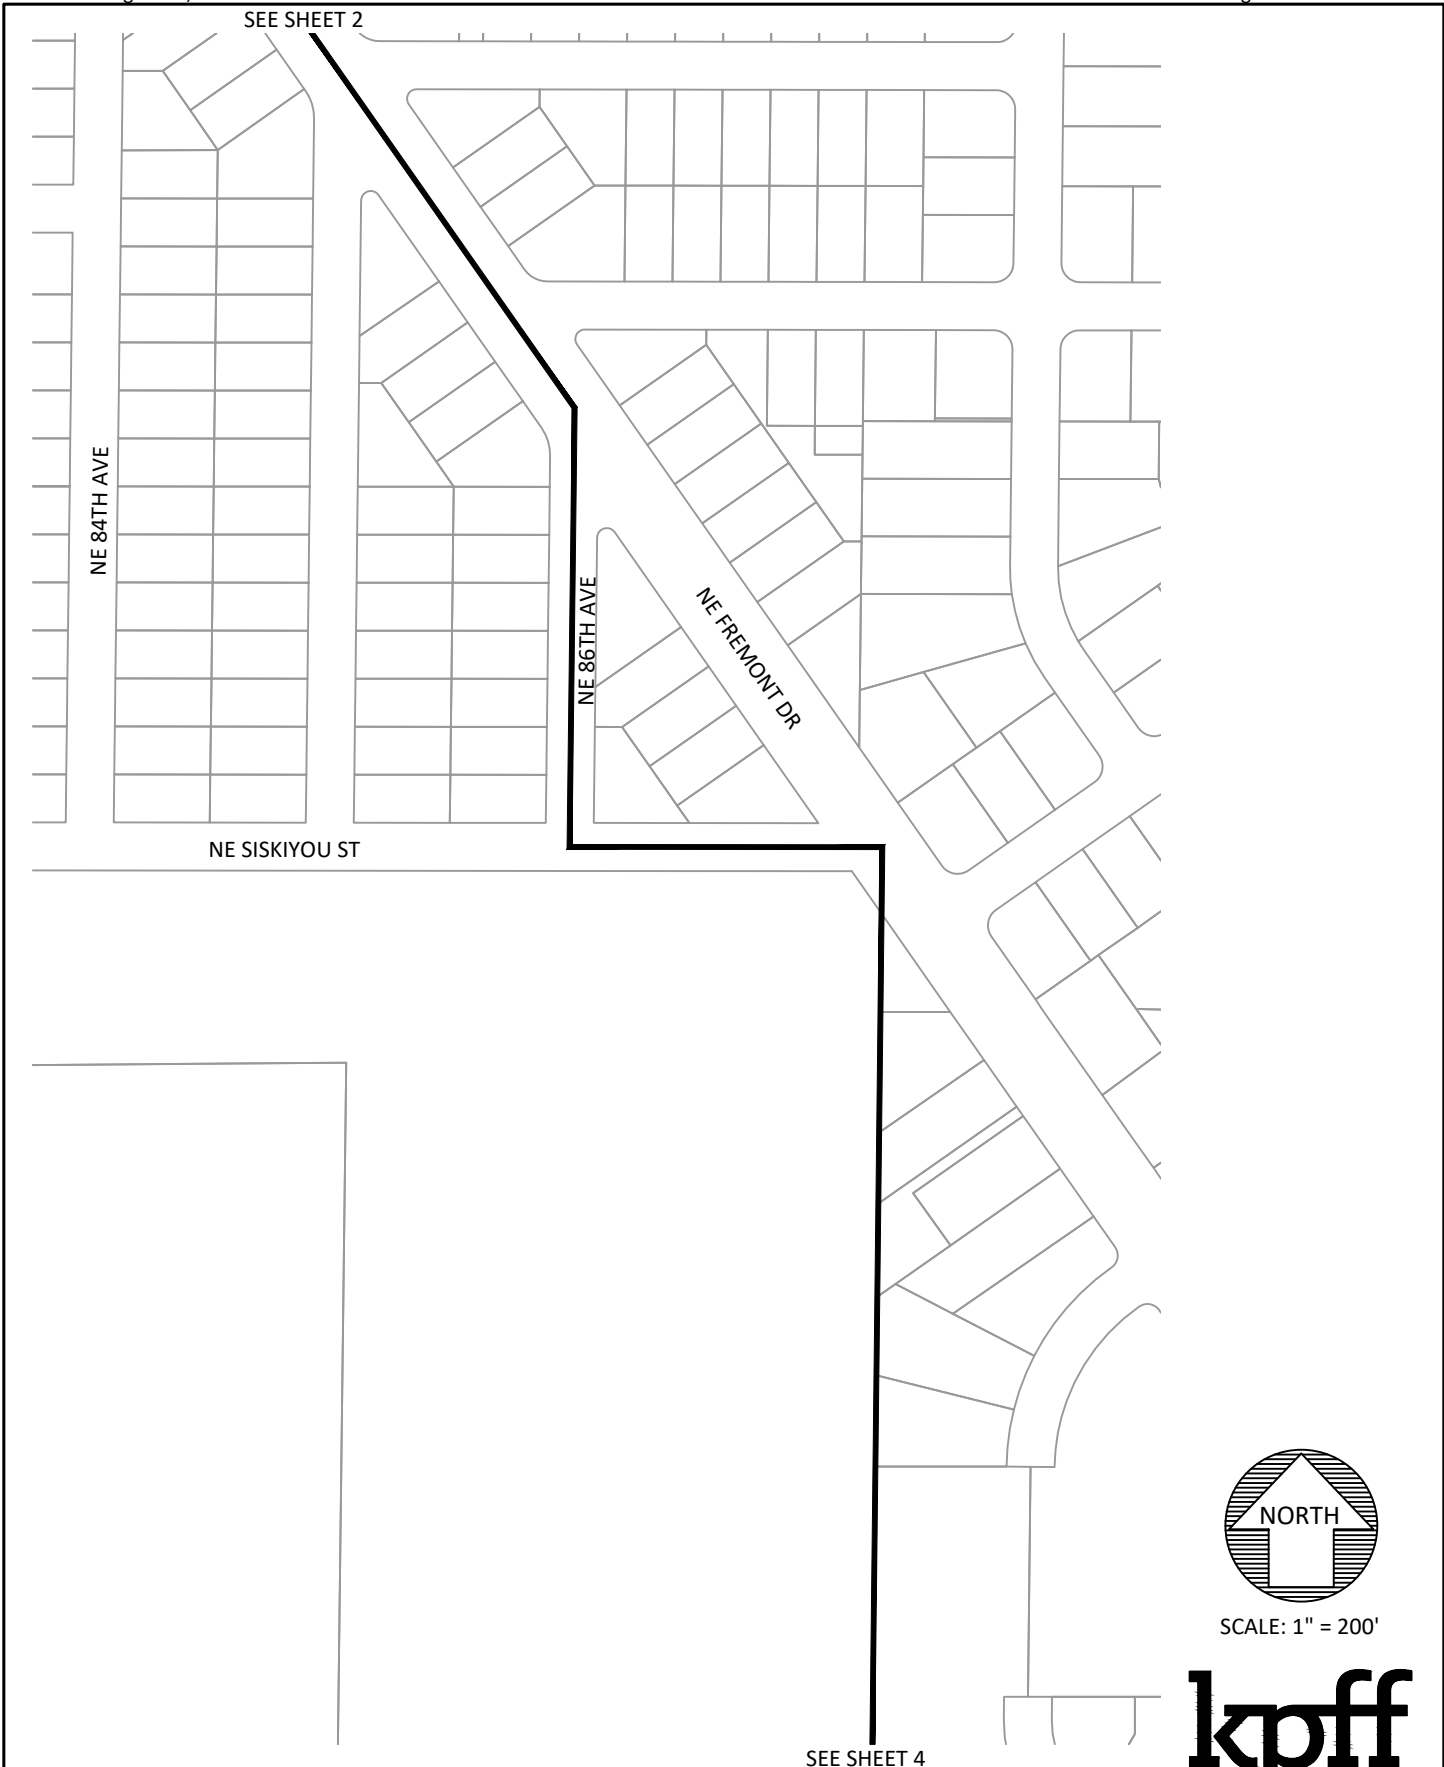 SEE SHEET 2
NE 84TH AVE
NE 86TH AVE
NE FREMONT DR
NE SISKIYOU ST
NORTH
SCALE: 1" = 200'
kpff
SEE SHEET 4